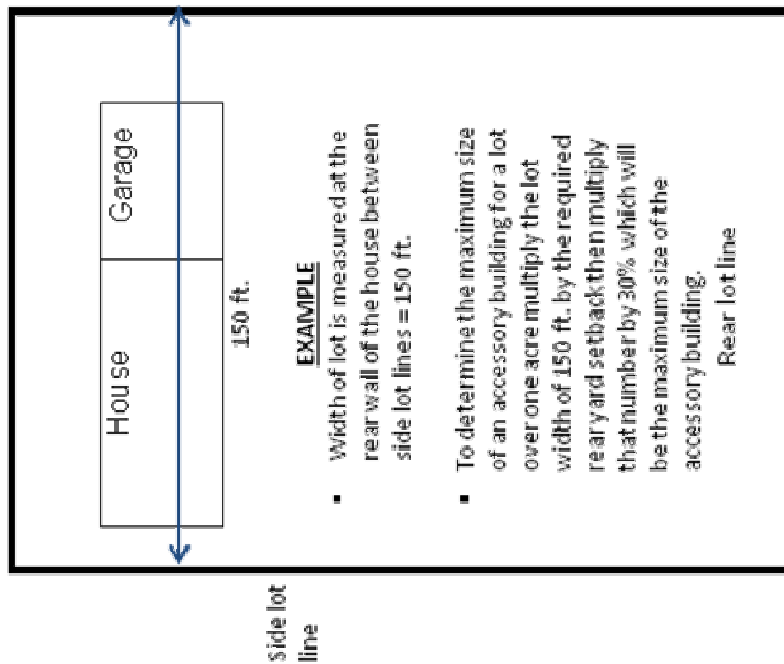 House
Garage
150 ft.
side lot
line
EXAMPLE
▪ Width of lot is measured at the
rear wall of the house between
side lot lines = 150 ft.
▪ To determine the maximum size
of an accessory building for a lot
over one acre multiply the lot
width of 150 ft. by the required
rear yard setback then multiply
that number by 30% which will
be the maximum size of the
accessory building.
Rear lot line